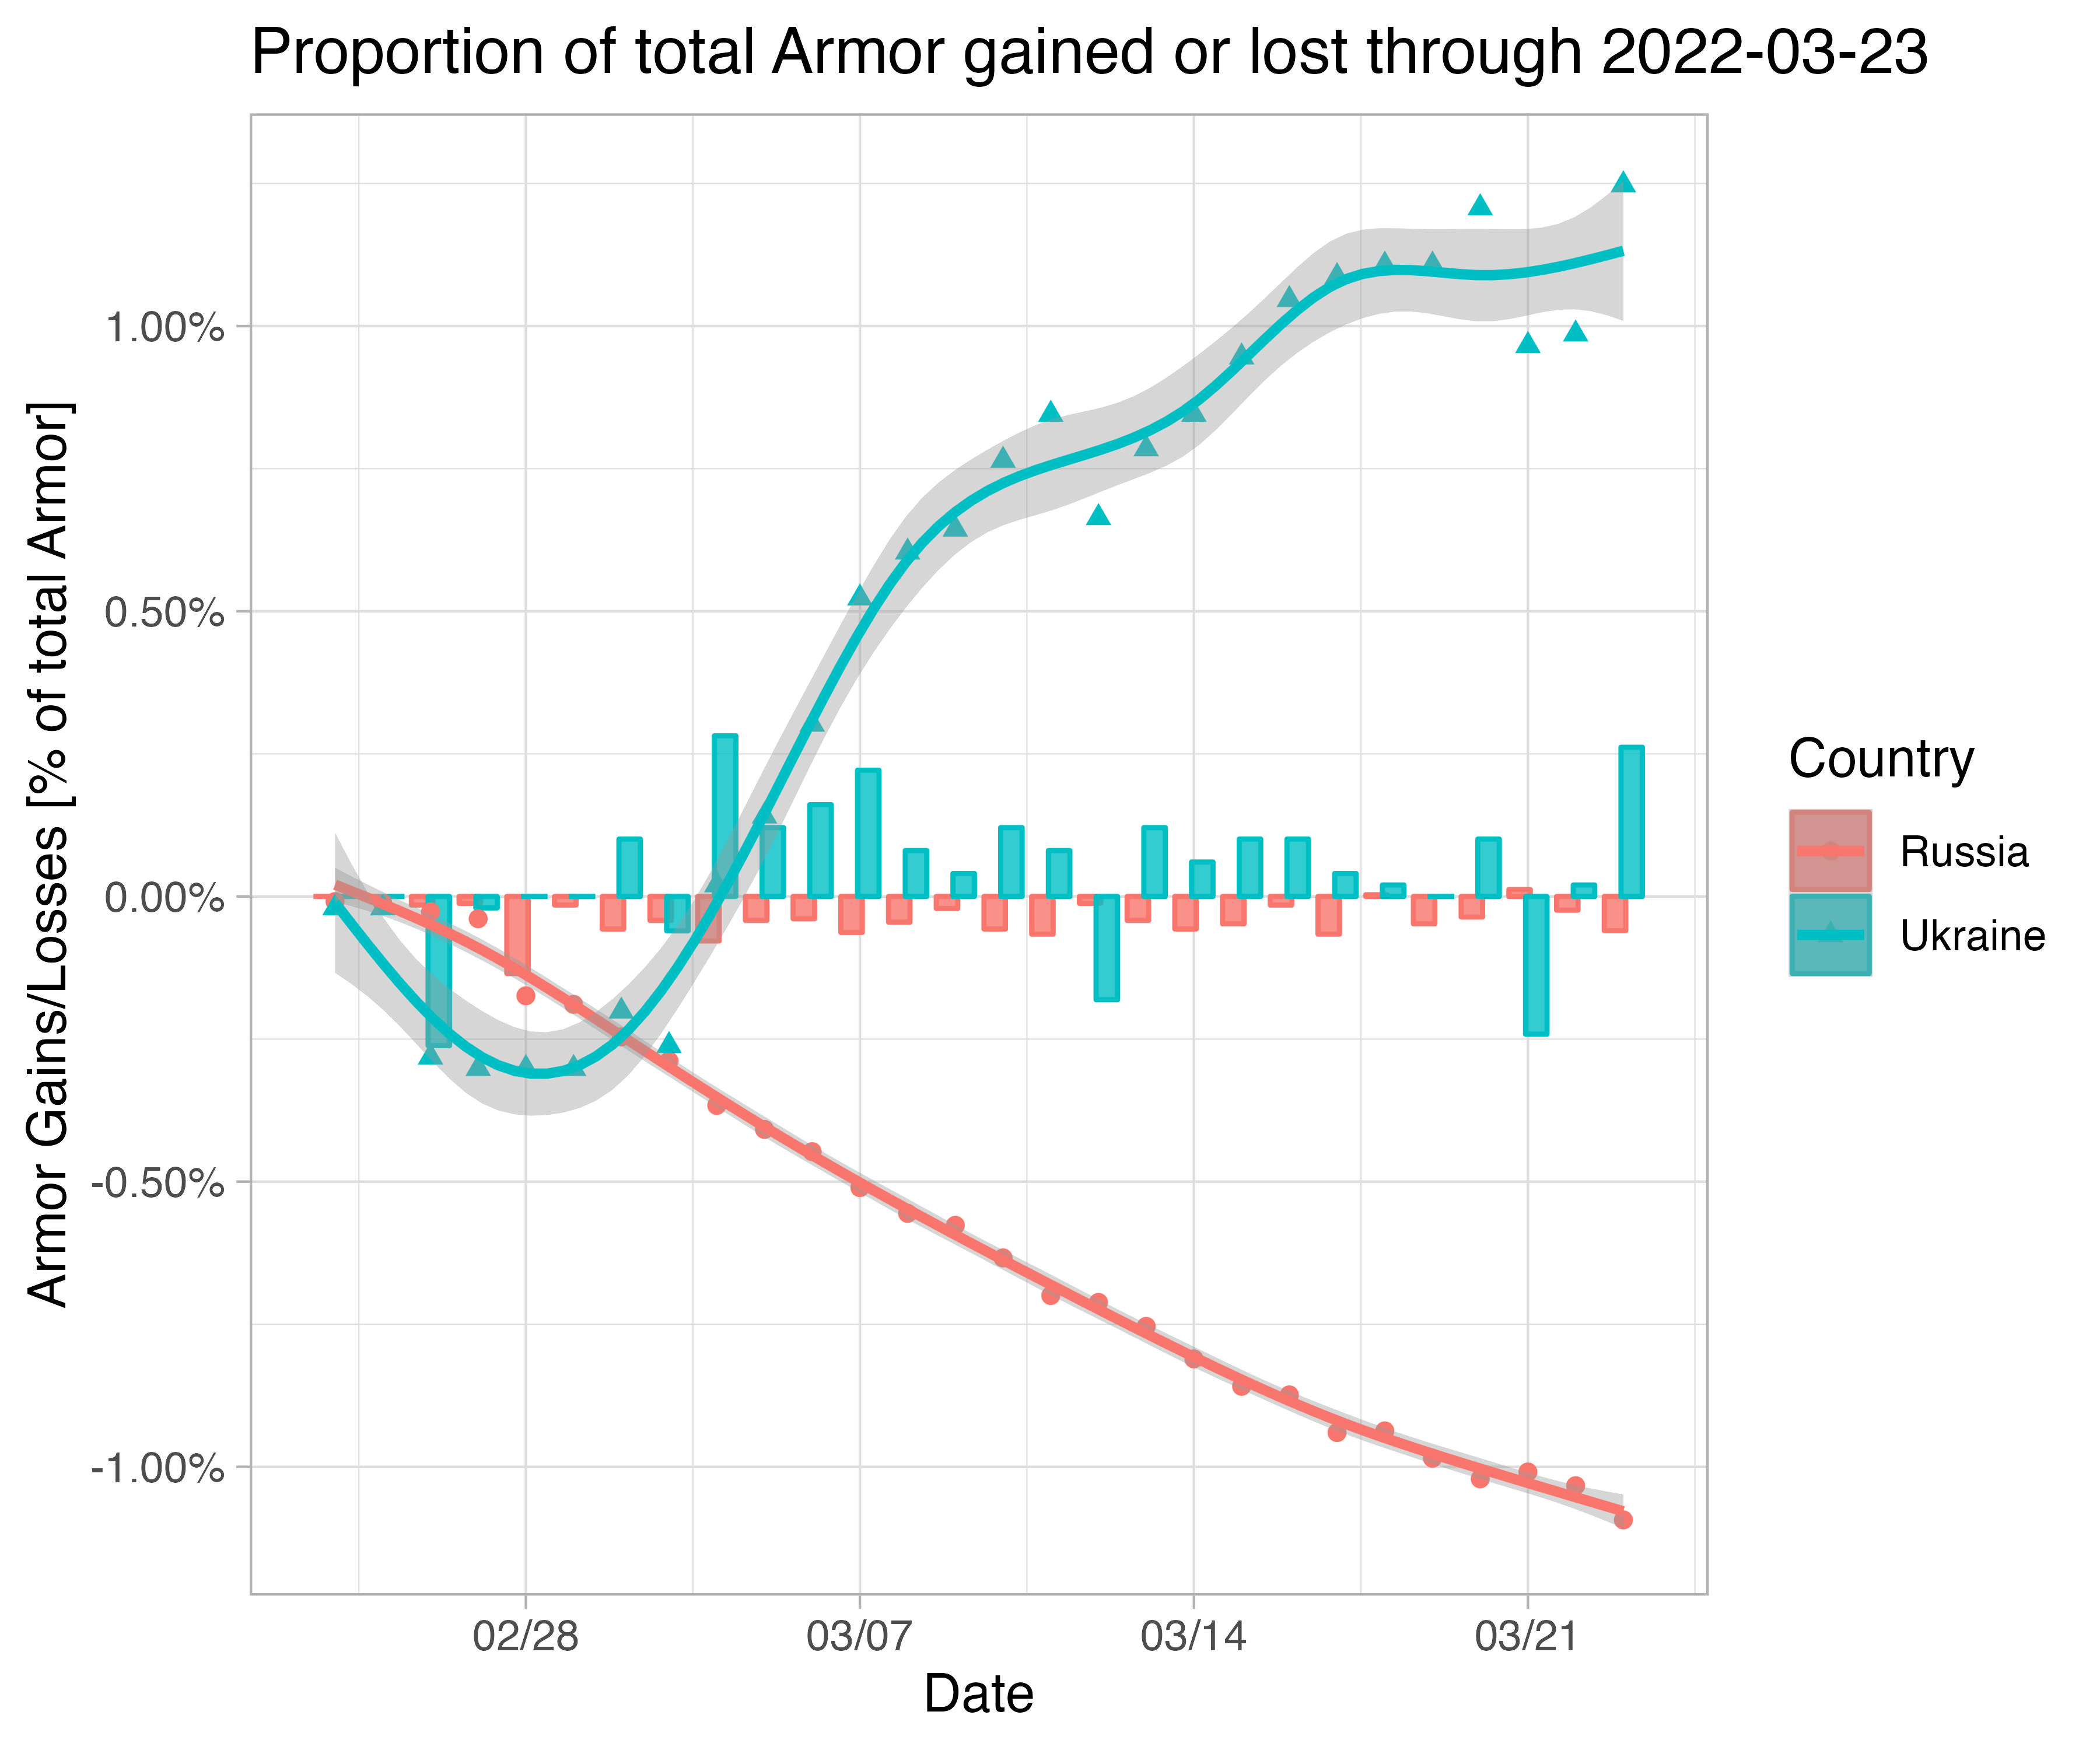 Proportion of total Armor gained or lost through 2022-03-23
Armor Gains/Losses [% of total Armor]
1.00%
0.50%
0.00%
-0.50%
-1.00%
02/28
03/07
03/14
03/21
Date
Country
Russia
Ukraine